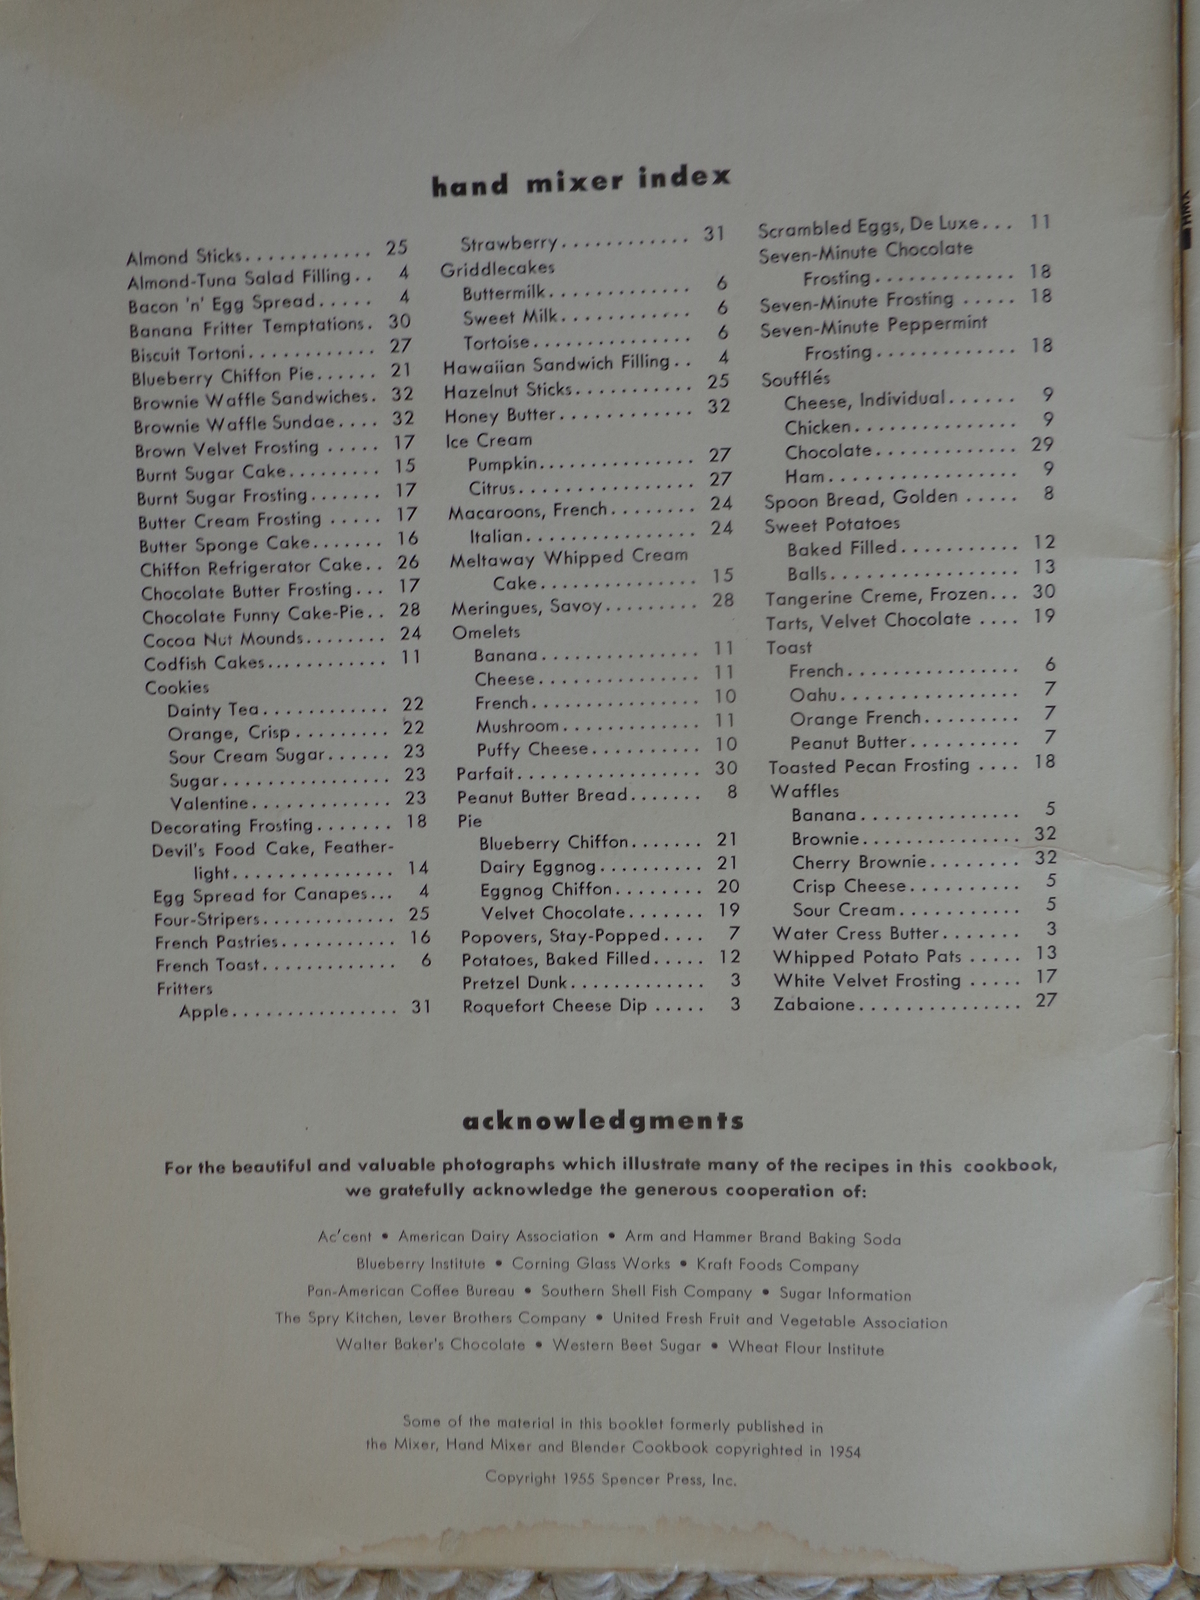 hand mixer index
Almond Sticks............ 25
Almond-Tuna Salad Filling.. 4
Bacon 'n' Egg Spread..... 4
Banana Fritter Temptations. 30
Biscuit Tortoni............ 27
Blueberry Chiffon Pie...... 21
Brownie Waffle Sandwiches. 32
Brownie Waffle Sundae.... 32
Brown Velvet Frosting ..... 17
Burnt Sugar Cake......... 15
Burnt Sugar Frosting....... 17
Butter Cream Frosting ..... 17
Butter Sponge Cake....... 16
Chiffon Refrigerator Cake.. 26
Chocolate Butter Frosting... 17
Chocolate Funny Cake-Pie.. 28
Cocoa Nut Mounds........ 24
Codfish Cakes............ 11
Cookies
Dainty Tea............ 22
Orange, Crisp ......... 22
Sour Cream Sugar...... 23
Sugar................ 23
Valentine............. 23
Decorating Frosting....... 18
Devil's Food Cake, Feather-
light............... 14
Egg Spread for Canapes... 4
Four-Stripers............ 25
French Pastries........... 16
French Toast............. 6
Fritters
Apple................ 31
Strawberry............ 31
Griddlecakes
Buttermilk............. 6
Sweet Milk............ 6
Tortoise............... 6
Hawaiian Sandwich Filling.. 4
Hazelnut Sticks........... 25
Honey Butter............ 32
Ice Cream
Pumpkin.............. 27
Citrus................ 27
Macaroons, French........ 24
Italian................ 24
Meltaway Whipped Cream
Cake............... 15
Meringues, Savoy......... 28
Omelets
Banana............... 11
Cheese............... 11
French................ 10
Mushroom............. 11
Puffy Cheese.......... 10
Parfait.................. 30
Peanut Butter Bread....... 8
Pie
Blueberry Chiffon....... 21
Dairy Eggnog.......... 21
Eggnog Chiffon........ 20
Velvet Chocolate....... 19
Popovers, Stay-Popped.... 7
Potatoes, Baked Filled..... 12
Pretzel Dunk............. 3
Roquefort Cheese Dip ..... 3
Scrambled Eggs, De Luxe... 11
Seven-Minute Chocolate
Frosting............. 18
Seven-Minute Frosting ..... 18
Seven-Minute Peppermint
Frosting............. 18
Soufflés
Cheese, Individual...... 9
Chicken............... 9
Chocolate............. 29
Ham.................. 9
Spoon Bread, Golden ..... 8
Sweet Potatoes
Baked Filled........... 12
Balls.................. 13
Tangerine Creme, Frozen... 30
Tarts, Velvet Chocolate .... 19
Toast
French................ 6
Oahu................. 7
Orange French......... 7
Peanut Butter.......... 7
Toasted Pecan Frosting .... 18
Waffles
Banana............... 5
Brownie............... 32
Cherry Brownie........ 32
Crisp Cheese.......... 5
Sour Cream........... 5
Water Cress Butter....... 3
Whipped Potato Pats ..... 13
White Velvet Frosting ..... 17
Zabaione............... 27
acknowledgments
For the beautiful and valuable photographs which illustrate many of the recipes in this cookbook,
we gratefully acknowledge the generous cooperation of:
Ac'cent • American Dairy Association • Arm and Hammer Brand Baking Soda
Blueberry Institute • Corning Glass Works • Kraft Foods Company
Pan-American Coffee Bureau • Southern Shell Fish Company • Sugar Information
The Spry Kitchen, Lever Brothers Company • United Fresh Fruit and Vegetable Association
Walter Baker's Chocolate • Western Beet Sugar • Wheat Flour Institute
Some of the material in this booklet formerly published in
the Mixer, Hand Mixer and Blender Cookbook copyrighted in 1954
Copyright 1955 Spencer Press, Inc.